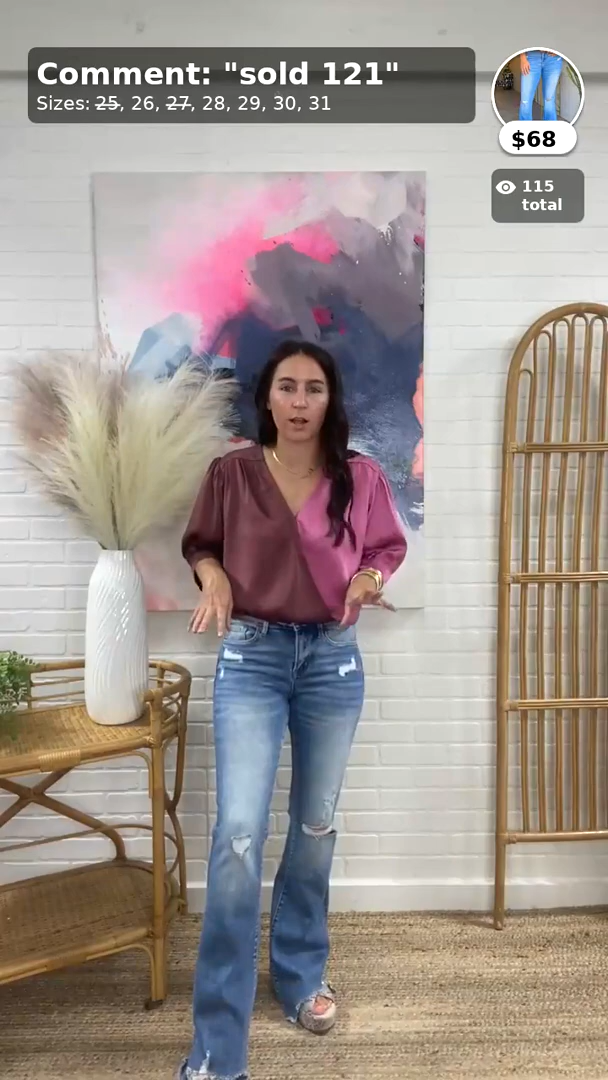 Comment: "sold 121"
Sizes: 25, 26, 27, 28, 29, 30, 31
$68
115
total